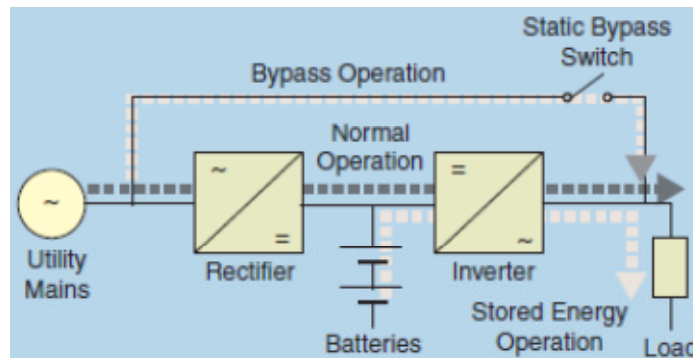 Static Bypass
Switch
Bypass Operation
Normal
Operation
~
~
=
=
~
Utility
Mains
Rectifier
Inverter
Batteries
Stored Energy
Operation
Load